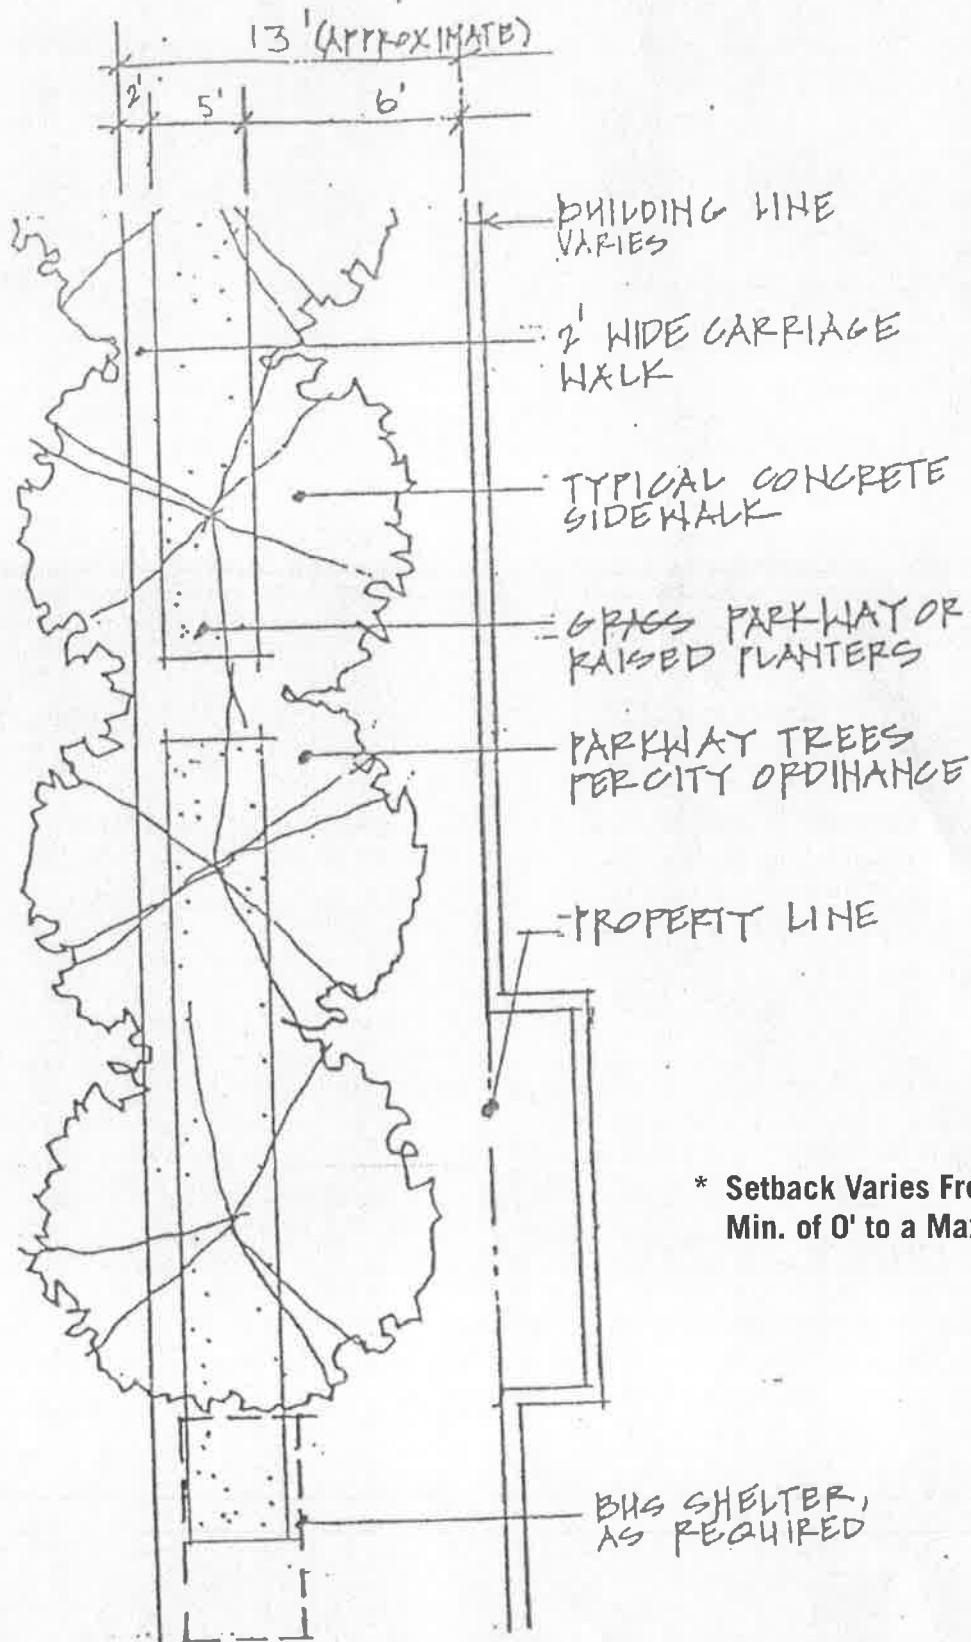 13' (APPROXIMATE)
2' 5' 6'
BUILDING LINE
VARIES
2' WIDE CARRIAGE
WALK
TYPICAL CONCRETE
SIDEWALK
GRASS PARKWAY OR
RAISED PLANTERS
PARKWAY TREES
PER CITY ORDINANCE
PROPERTY LINE
* Setback Varies Fr
Min. of 0' to a Ma
BUS SHELTER,
AS REQUIRED